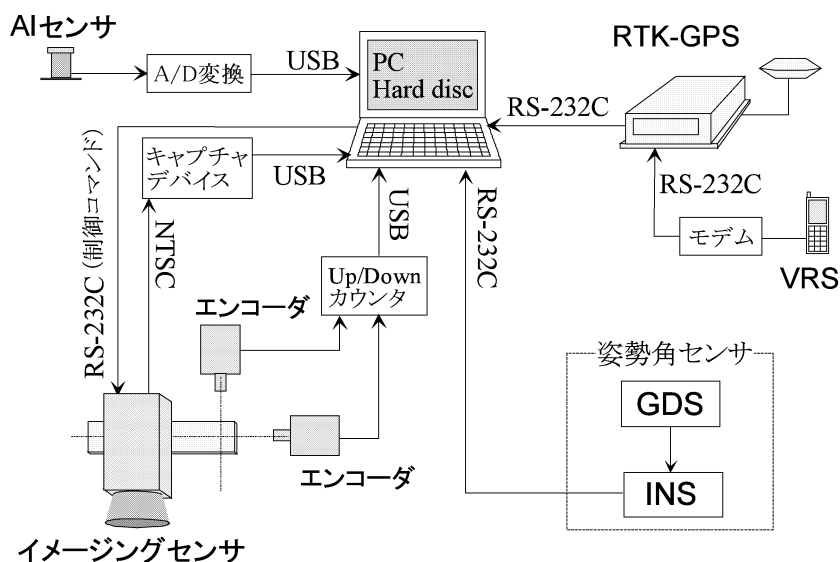 AIセンサ
A/D変換
USB
PC
Hard disc
RTK-GPS
RS-232C
RS-232C
モデム
VRS
キャプチャ
デバイス
USB
RS-232C (制御コマンド)
NTSC
USB
RS-232C
Up/Down
カウンタ
エンコーダ
エンコーダ
イメージングセンサ
姿勢角センサ
GDS
INS